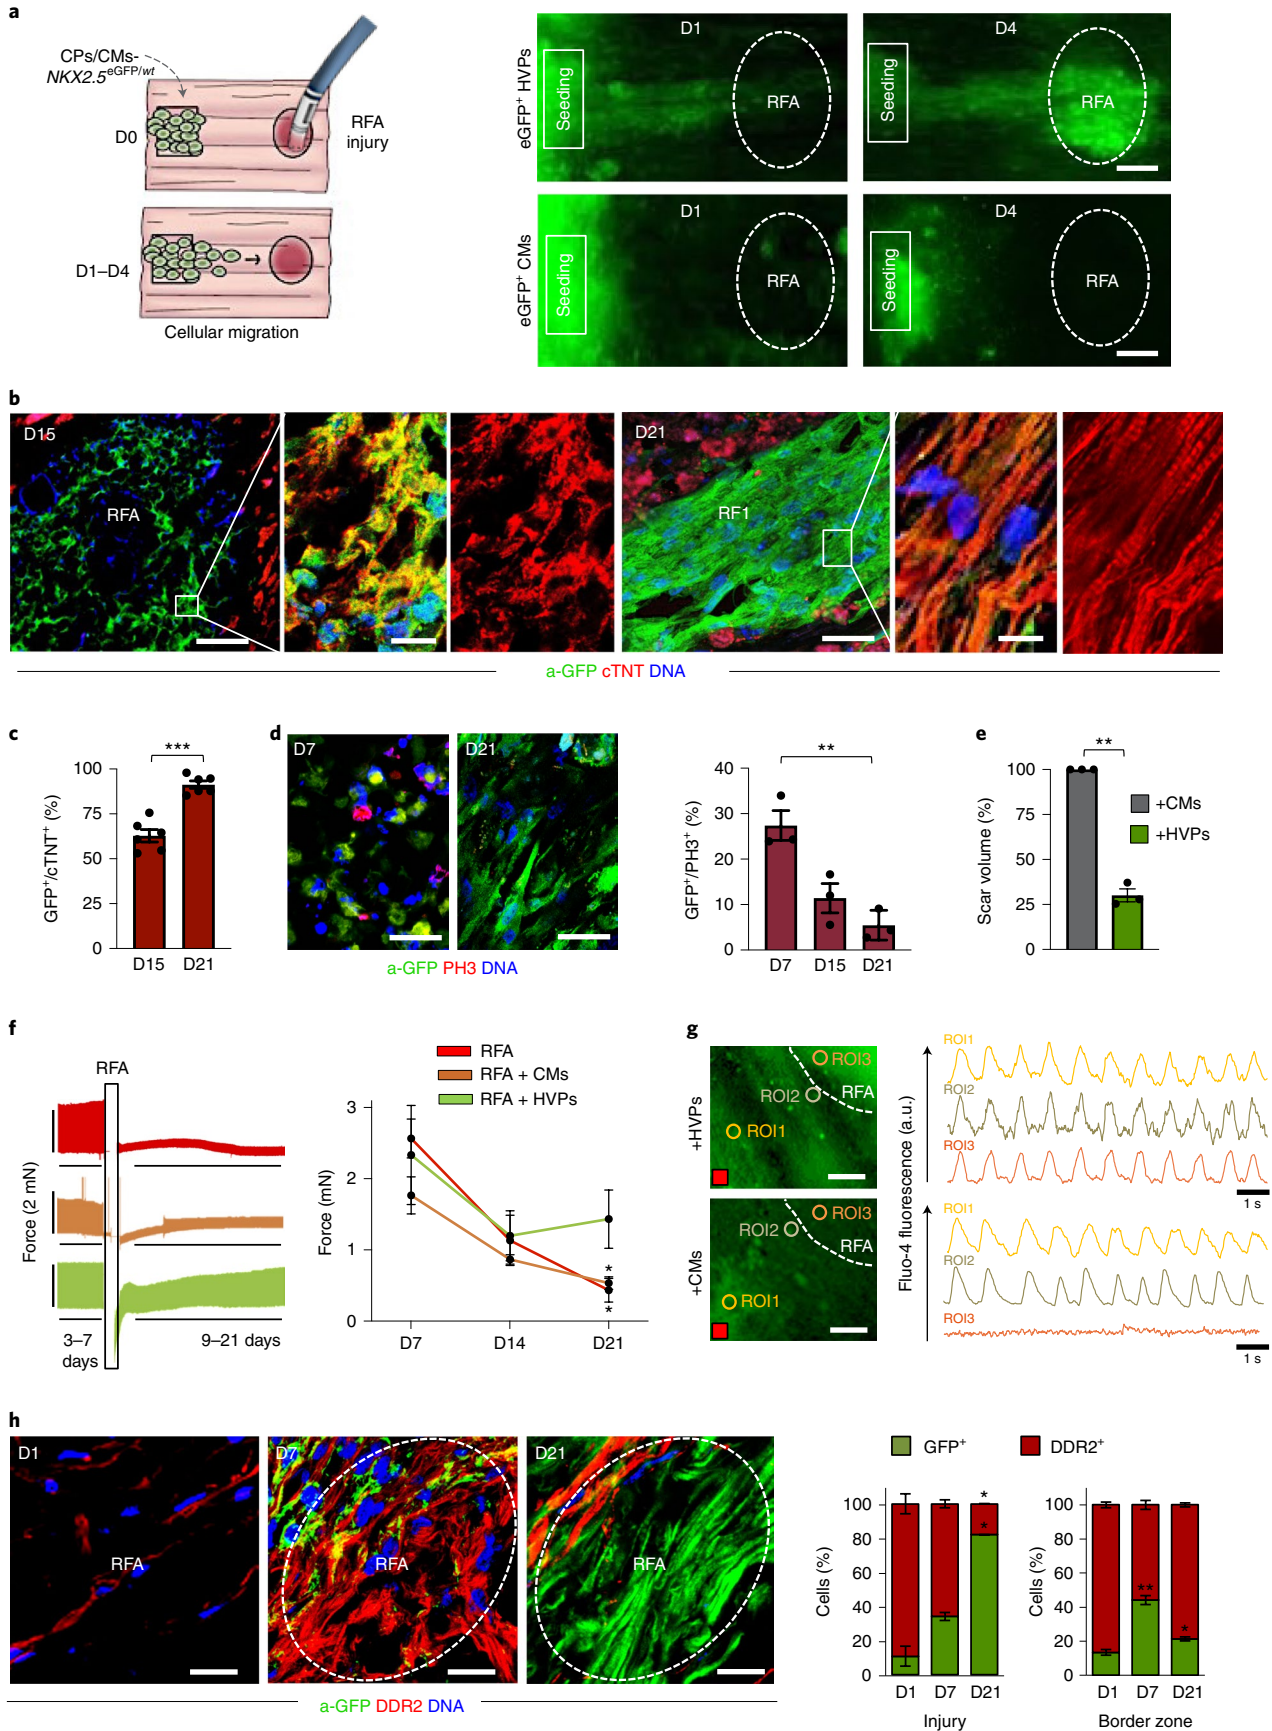 a
CPs/CMs-
NKX2.5eGFP/wt
D0
RFA
injury
D1–D4
Cellular migration
eGFP+ HVPs
Seeding
D1
RFA
Seeding
D4
RFA
eGFP+ CMs
Seeding
D1
RFA
Seeding
D4
RFA
b
D15
RFA
D21
RF1
a-GFP cTNT DNA
c
GFP+/cTNT+ (%)
100
75
50
25
0
***
D15 D21
d
D7
D21
a-GFP PH3 DNA
GFP+/PH3+ (%)
40
30
20
10
0
**
D7 D15 D21
e
Scar volume (%)
100
75
50
25
0
**
+CMs
+HVPs
f
RFA
Force (2 mN)
3–7
days
9–21 days
RFA
RFA + CMs
RFA + HVPs
Force (mN)
3
2
1
0
*
*
D7 D14 D21
g
+HVPs
ROI3
RFA
ROI2
ROI1
+CMs
ROI3
ROI2
RFA
ROI1
Fluo-4 fluorescence (a.u.)
ROI1
ROI2
ROI3
1 s
ROI1
ROI2
ROI3
1 s
h
D1
RFA
D7
RFA
D21
RFA
a-GFP DDR2 DNA
GFP+ DDR2+
Cells (%)
100
80
60
40
20
0
*
*
D1 D7 D21
Injury
Cells (%)
100
80
60
40
20
0
**
*
D1 D7 D21
Border zone